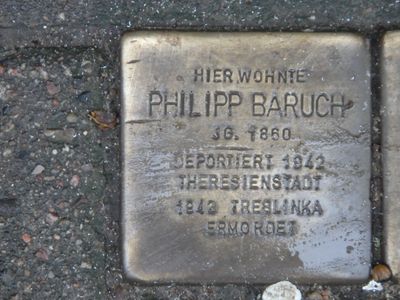 HIER WOHNTE
PHILIPP BARUCH
JG. 1860
DEPORTIERT 1942
THERESIENSTADT
1942 TREBLINKA
ERMORDET